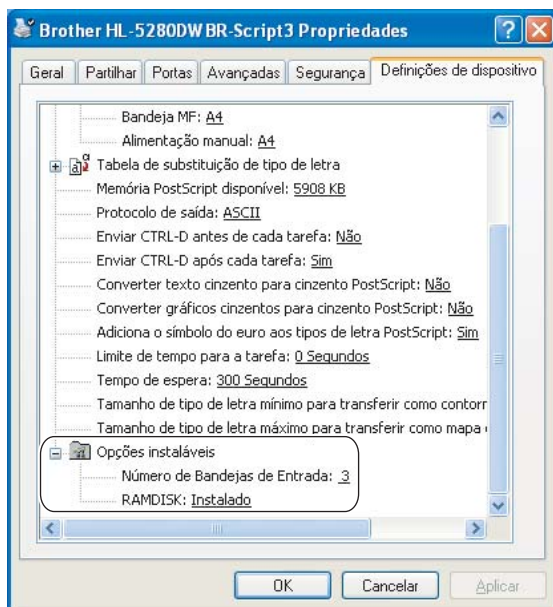 Brother HL-5280DW BR-Script3 Propriedades
Geral Partilhar Portas Avançadas Segurança Definições de dispositivo
Bandeja MF: A4
Alimentação manual: A4
Tabela de substituição de tipo de letra
Memória PostScript disponível: 5908 KB
Protocolo de saída: ASCII
Enviar CTRL-D antes de cada tarefa: Não
Enviar CTRL-D após cada tarefa: Sim
Converter texto cinzento para cinzento PostScript: Não
Converter gráficos cinzentos para cinzento PostScript: Não
Adiciona o símbolo do euro aos tipos de letra PostScript: Sim
Limite de tempo para a tarefa: 0 Segundos
Tempo de espera: 300 Segundos
Tamanho de tipo de letra mínimo para transferir como contorr
Tamanho de tipo de letra máximo para transferir como mapa
Opções instaláveis
Número de Bandejas de Entrada: 3
RAMDISK: Instalado
OK Cancelar Aplicar